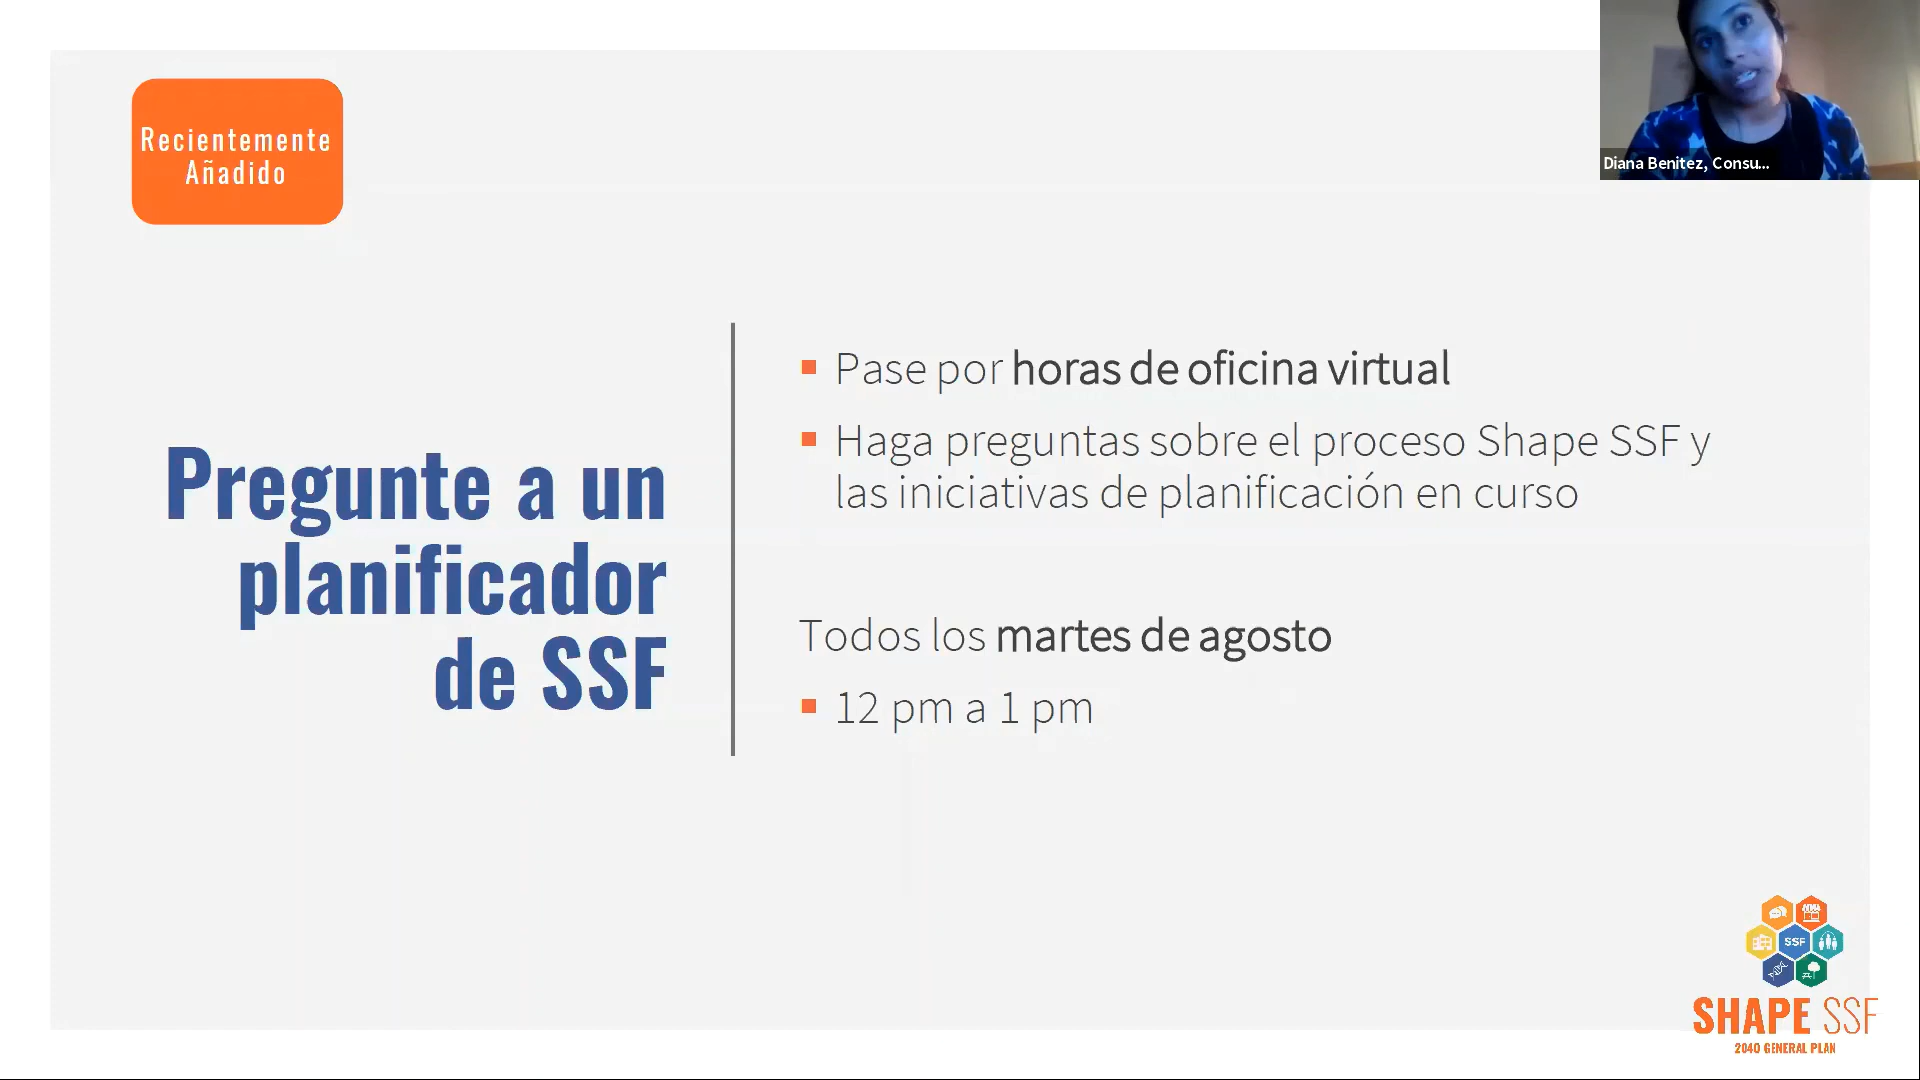 Recientemente
Añadido
Diana Benitez, Consu...
Pregunte a un
planificador
de SSF
Pase por horas de oficina virtual
Haga preguntas sobre el proceso Shape SSF y
las iniciativas de planificación en curso
Todos los martes de agosto
12 pm a 1 pm
SSF
SHAPE SSF
2040 GENERAL PLAN